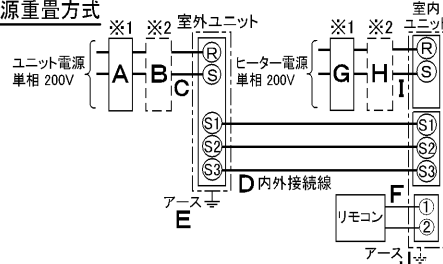 源重畳方式
※1 ※2 室外ユニット
ユニット電源
単相 200V
A B C
R
S
S1
S2
S3
アース
E
D 内外接続線
※1 ※2 室内
ユニット
ヒーター電源
単相 200V
G H I
R
S
S1
S2
S3
F
リモコン
1
2
アース
J